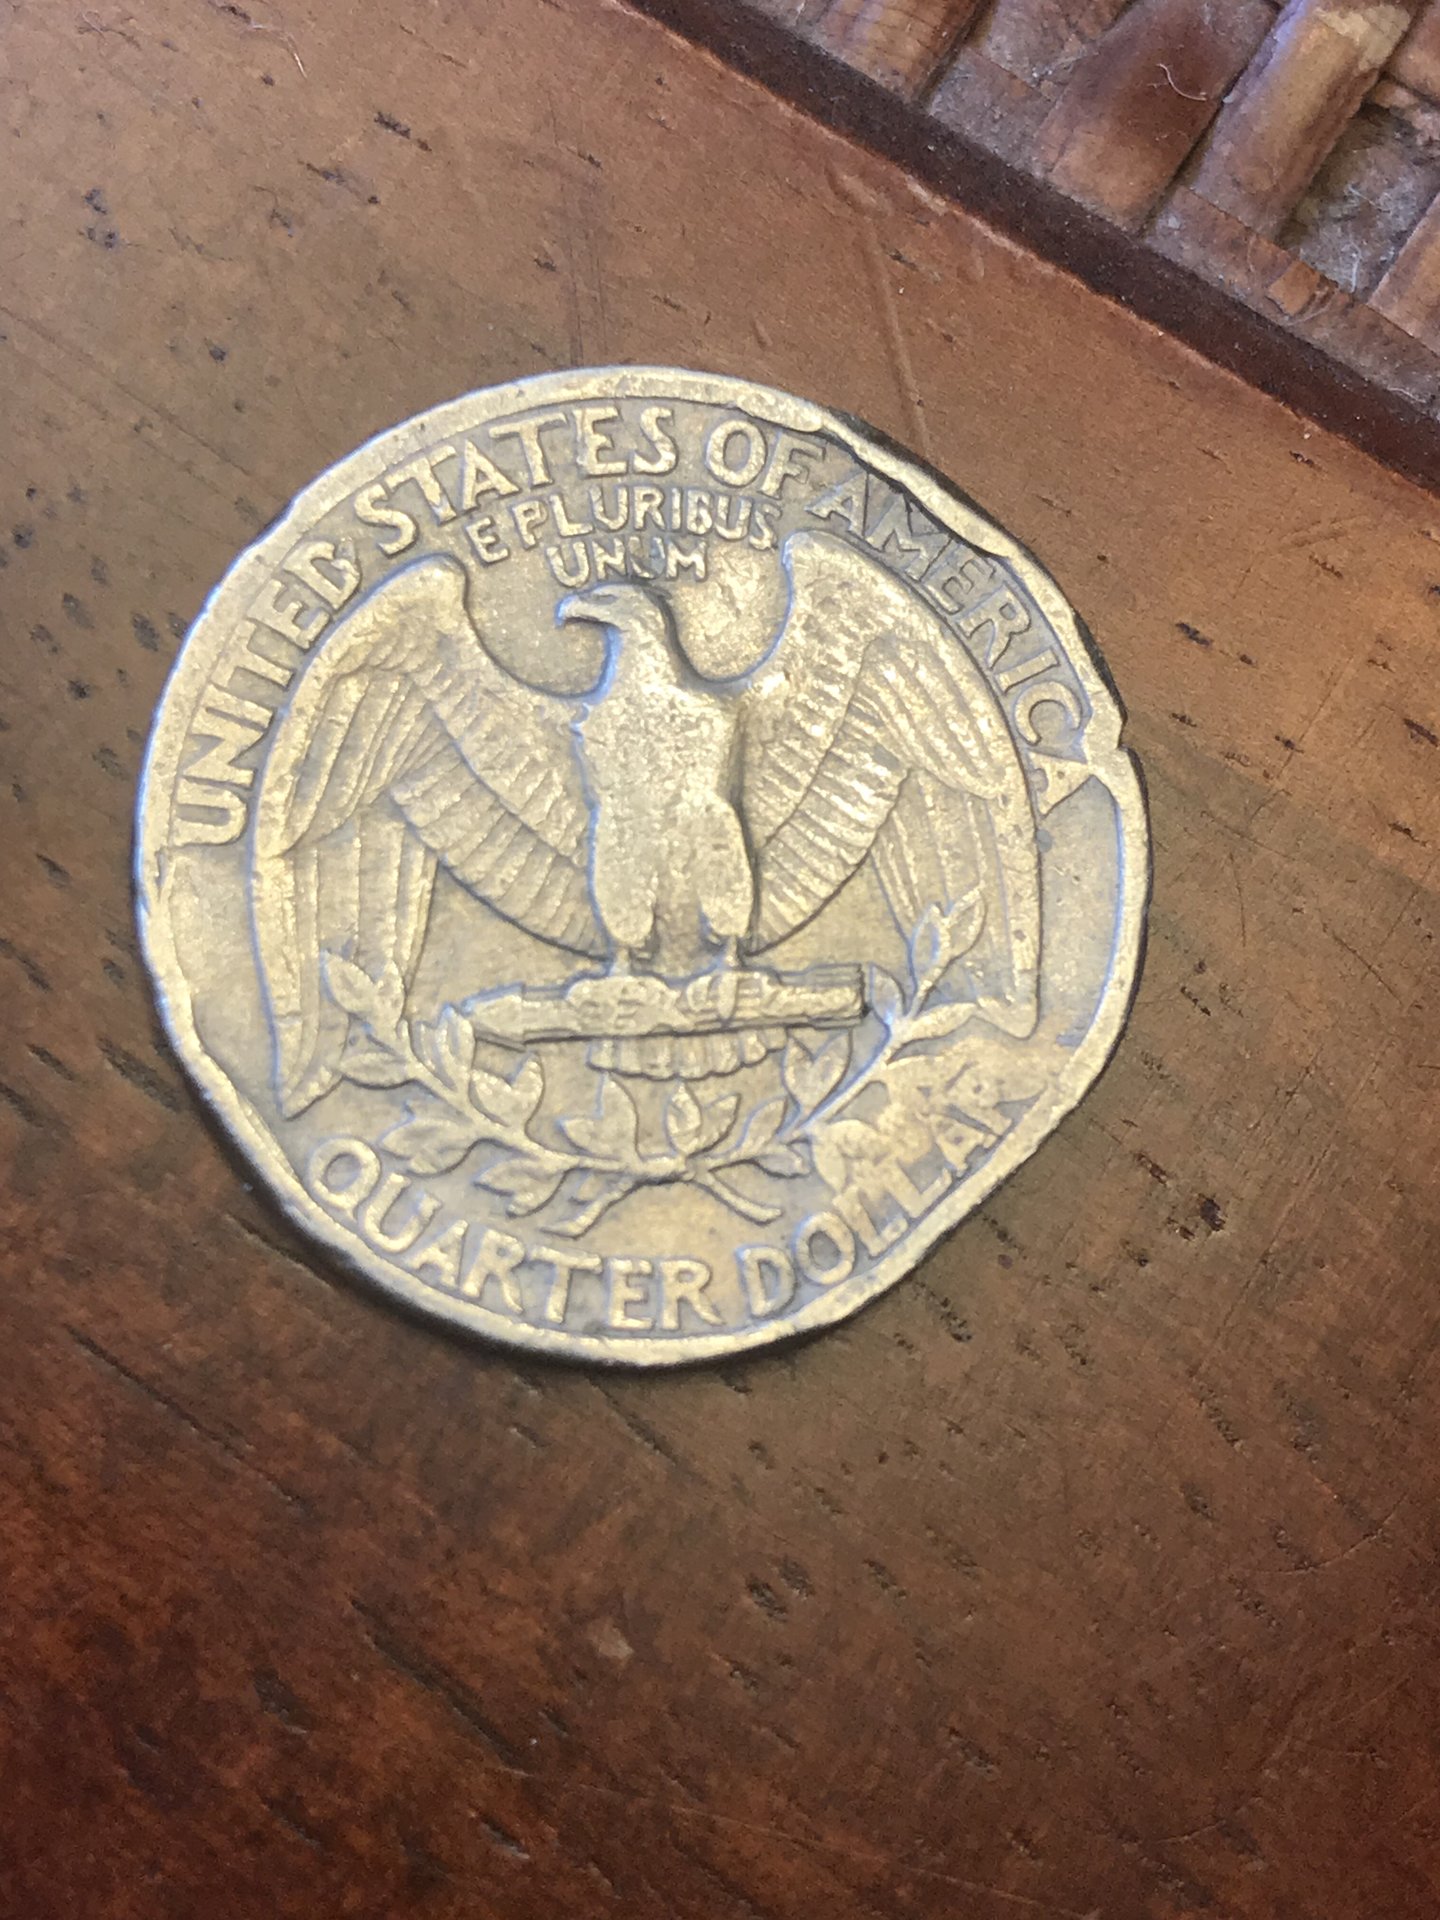 UNITED STATES OF AMERICA
E PLURIBUS
UNUM
QUARTER DOLLAR